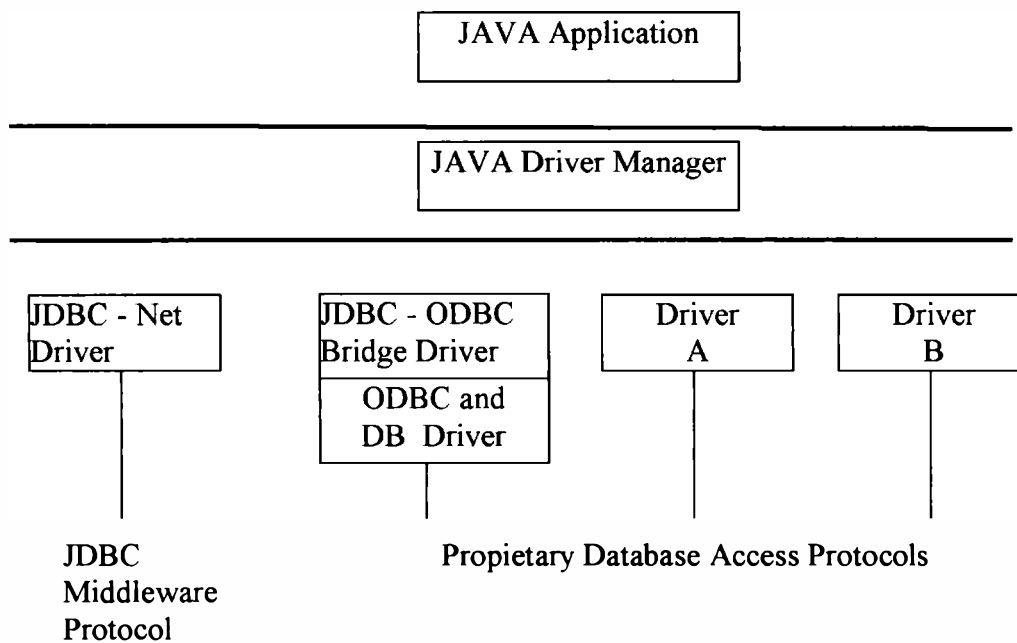 JAVA Application
JAVA Driver Manager
JDBC - Net
Driver
JDBC - ODBC
Bridge Driver
ODBC and
DB Driver
Driver
A
Driver
B
JDBC
Middleware
Protocol
Propietary Database Access Protocols